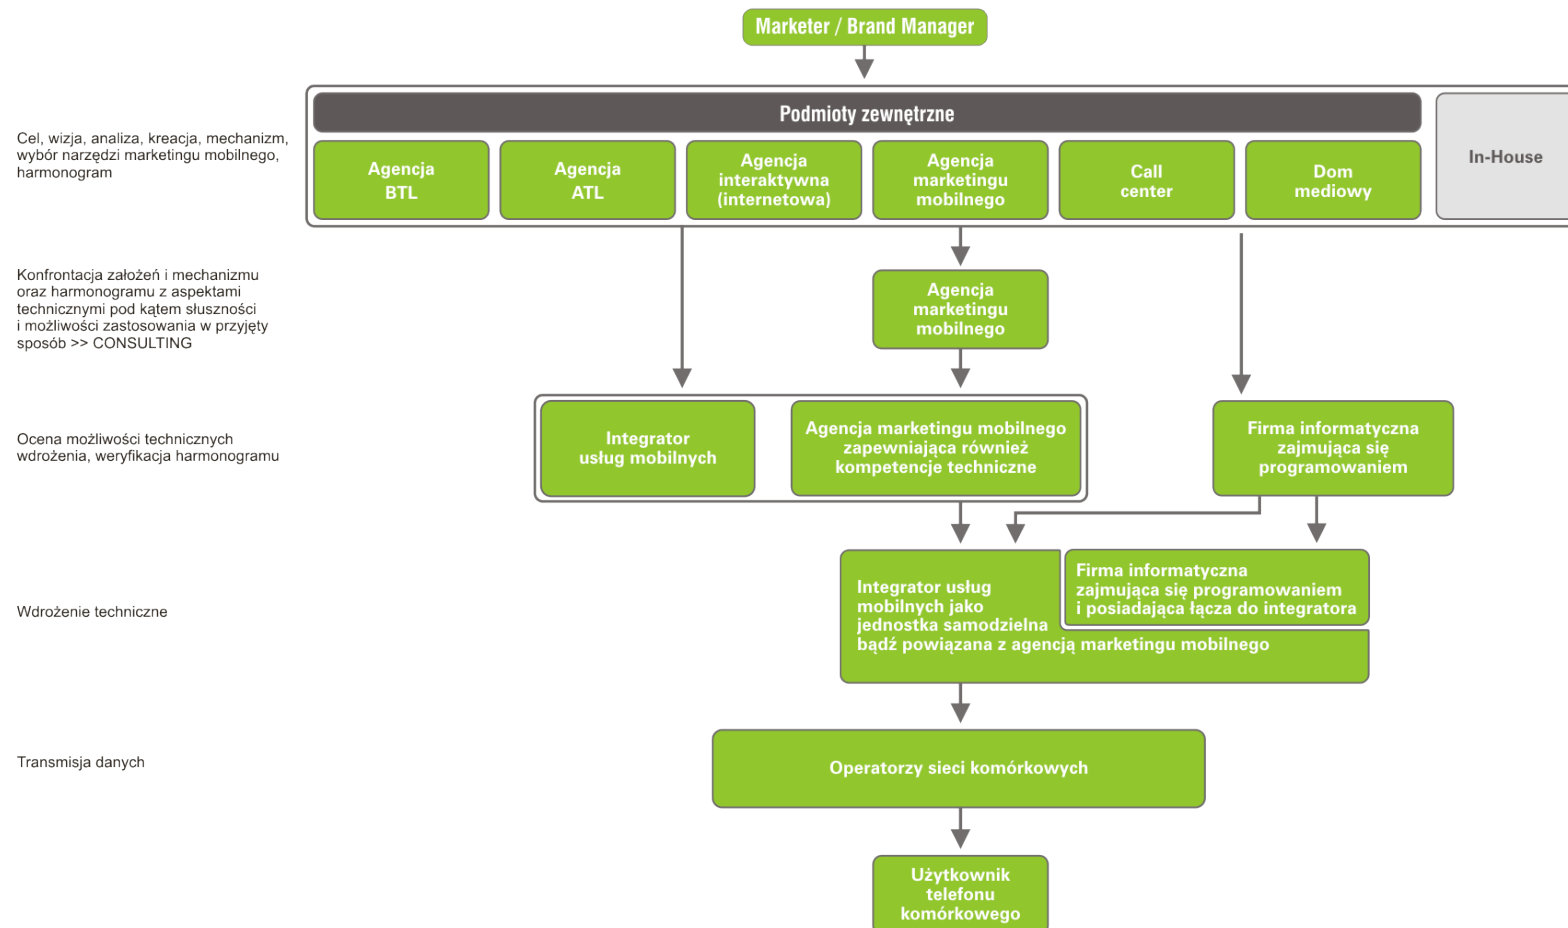 Marketer / Brand Manager
Podmioty zewnętrzne
Cel, wizja, analiza, kreacja, mechanizm,
wybór narzędzi marketingu mobilnego,
harmonogram
Agencja
BTL
Agencja
ATL
Agencja
interaktywna
(internetowa)
Agencja
marketingu
mobilnego
Call
center
Dom
mediowy
In-House
Konfrontacja założeń i mechanizmu
oraz harmonogramu z aspektami
technicznymi pod kątem słuszności
i możliwości zastosowania w przyjęty
sposób >> CONSULTING
Agencja
marketingu
mobilnego
Ocena możliwości technicznych
wdrożenia, weryfikacja harmonogramu
Integrator
usług mobilnych
Agencja marketingu mobilnego
zapewniająca również
kompetencje techniczne
Firma informatyczna
zajmująca się
programowaniem
Wdrożenie techniczne
Integrator usług
mobilnych jako
jednostka samodzielna
bądź powiązana z agencją marketingu mobilnego
Firma informatyczna
zajmująca się programowaniem
i posiadająca łącza do integratora
Transmisja danych
Operatorzy sieci komórkowych
Użytkownik
telefonu
komórkowego